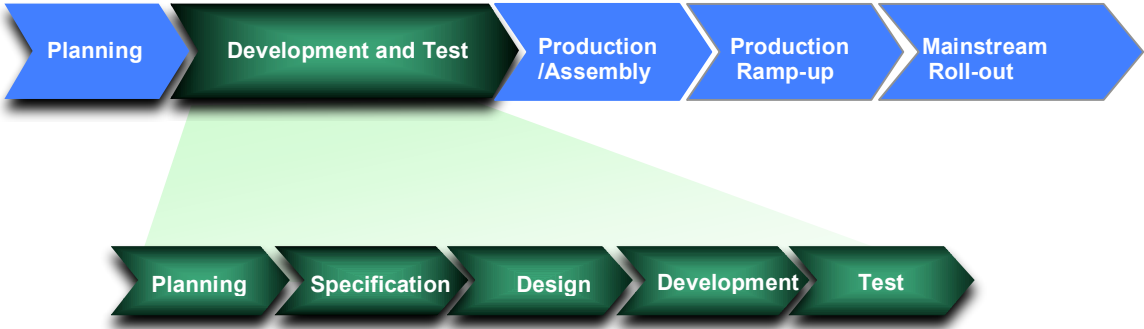 Planning
Development and Test
Production
/Assembly
Production
Ramp-up
Mainstream
Roll-out
Planning
Specification
Design
Development
Test